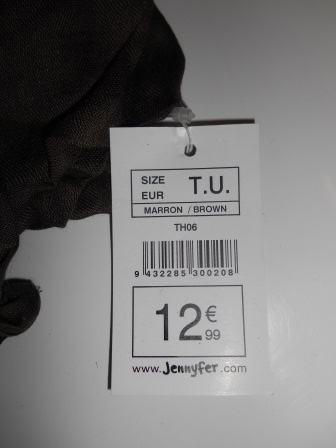 SIZE
EUR T.U.
MARRON / BROWN
TH06
9 432285 300208
12€99
www.Jennyfer.com